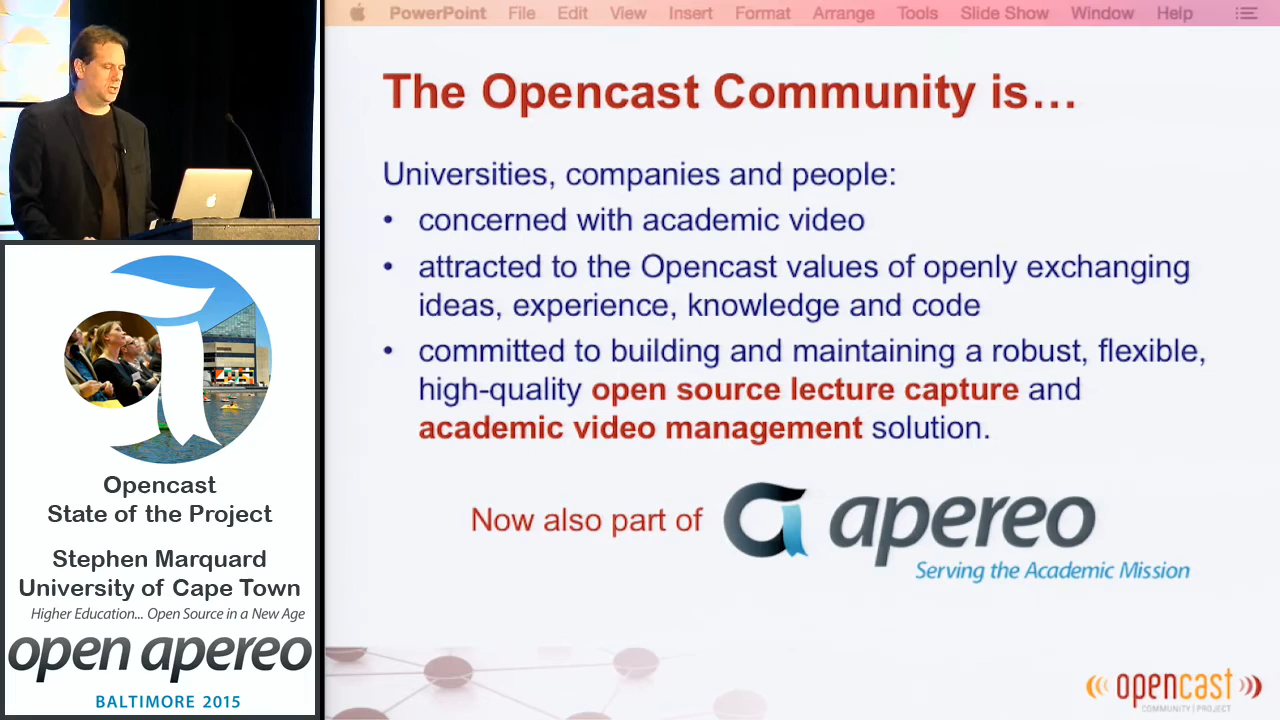 PowerPoint File Edit View Insert Format Arrange Tools Slide Show Window Help
The Opencast Community is…
Universities, companies and people:
• concerned with academic video
• attracted to the Opencast values of openly exchanging
ideas, experience, knowledge and code
• committed to building and maintaining a robust, flexible,
high-quality open source lecture capture and
academic video management solution.
Now also part of
apereo
Serving the Academic Mission
opencast
COMMUNITY | PROJECT
Opencast
State of the Project
Stephen Marquard
University of Cape Town
Higher Education... Open Source in a New Age
open apereo
BALTIMORE 2015